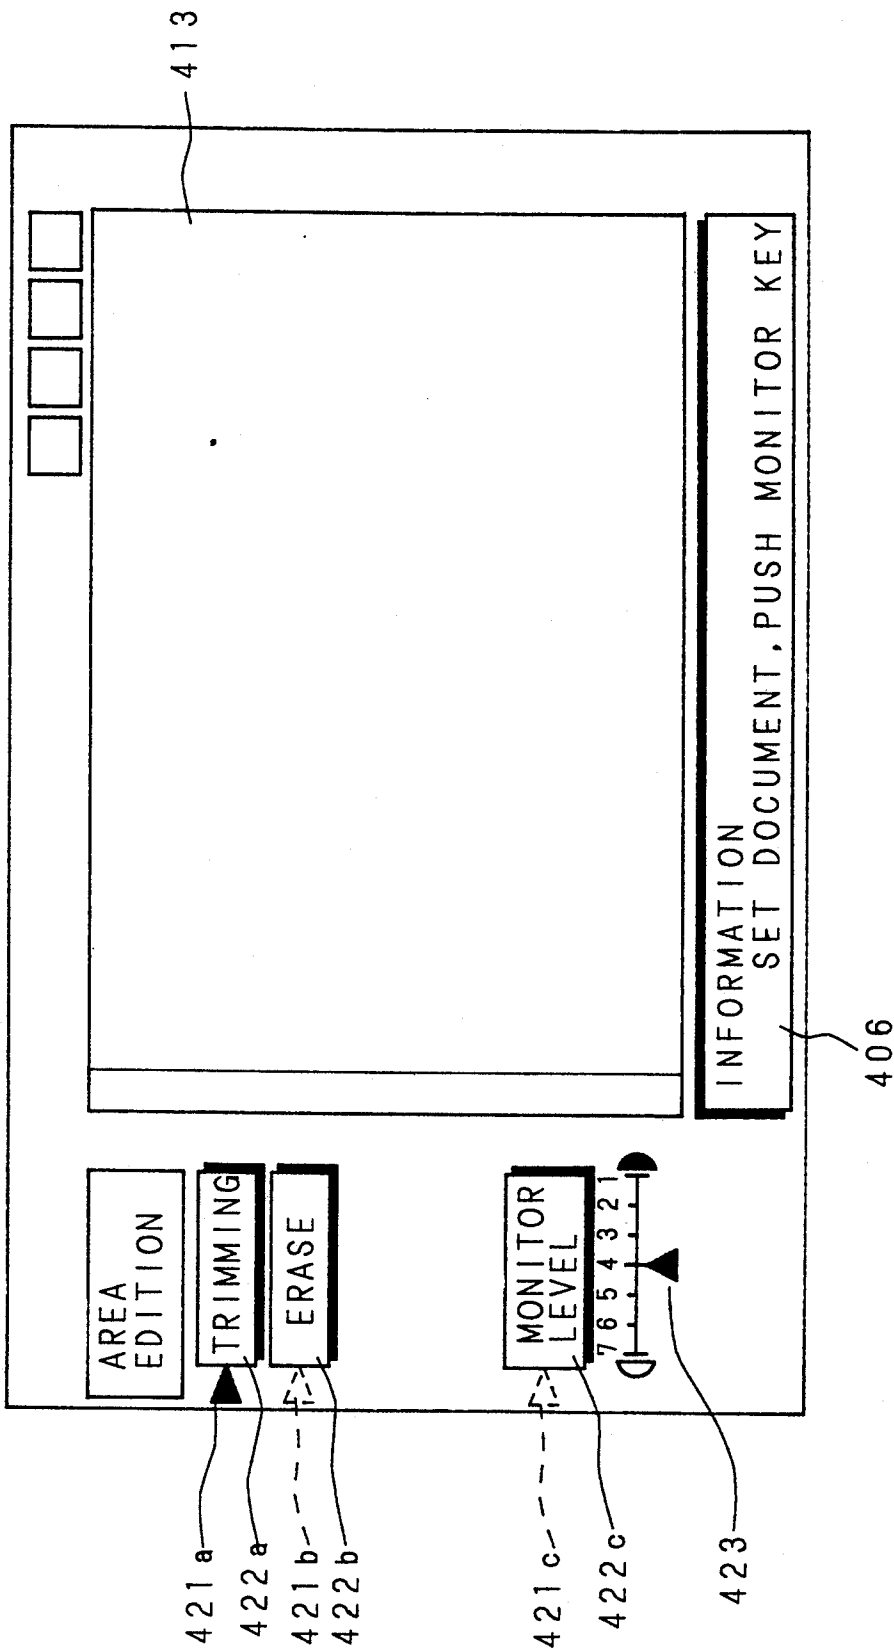 413
AREA
EDITION
421a
TRIMMING
422a
421b
ERASE
422b
421c
MONITOR
LEVEL
422c
7 6 5 4 3 2 1
423
INFORMATION
SET DOCUMENT, PUSH MONITOR KEY
406